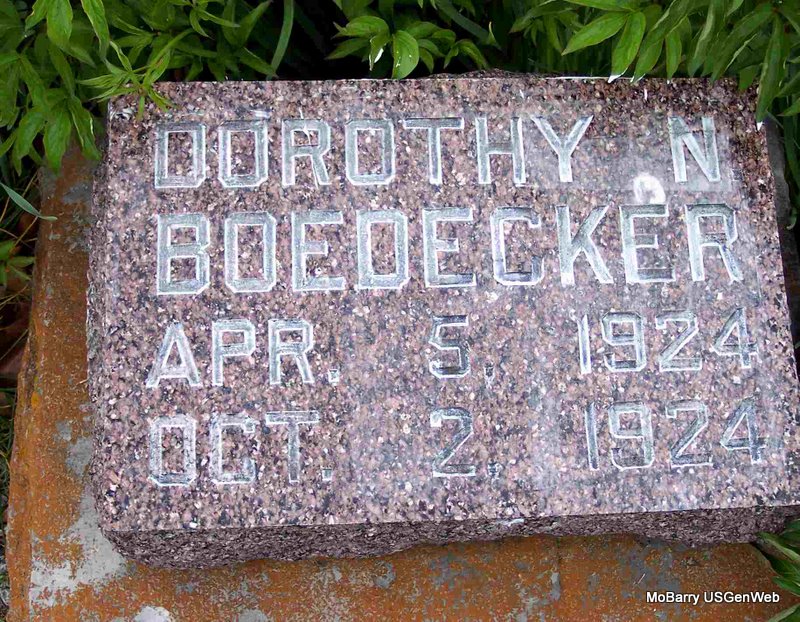 DOROTHY N.
BOEDECKER
APR. 5, 1924
OCT. 2, 1924
MoBarry USGenWeb